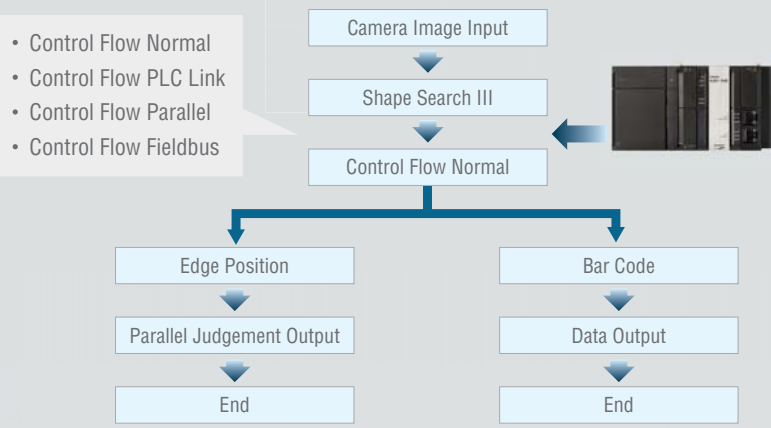 • Control Flow Normal
• Control Flow PLC Link
• Control Flow Parallel
• Control Flow Fieldbus
Camera Image Input
Shape Search III
Control Flow Normal
Edge Position
Bar Code
Parallel Judgement Output
Data Output
End
End